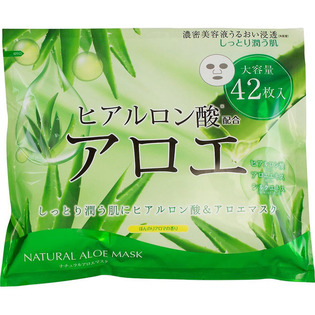 濃密美容液うるおい浸透
しっとり潤う肌
大容量
42枚入
ヒアルロン酸配合
アロエ
しっとり潤う肌にヒアルロン酸&アロエマスク
NATURAL ALOE MASK
ナチュラルアロエマスク